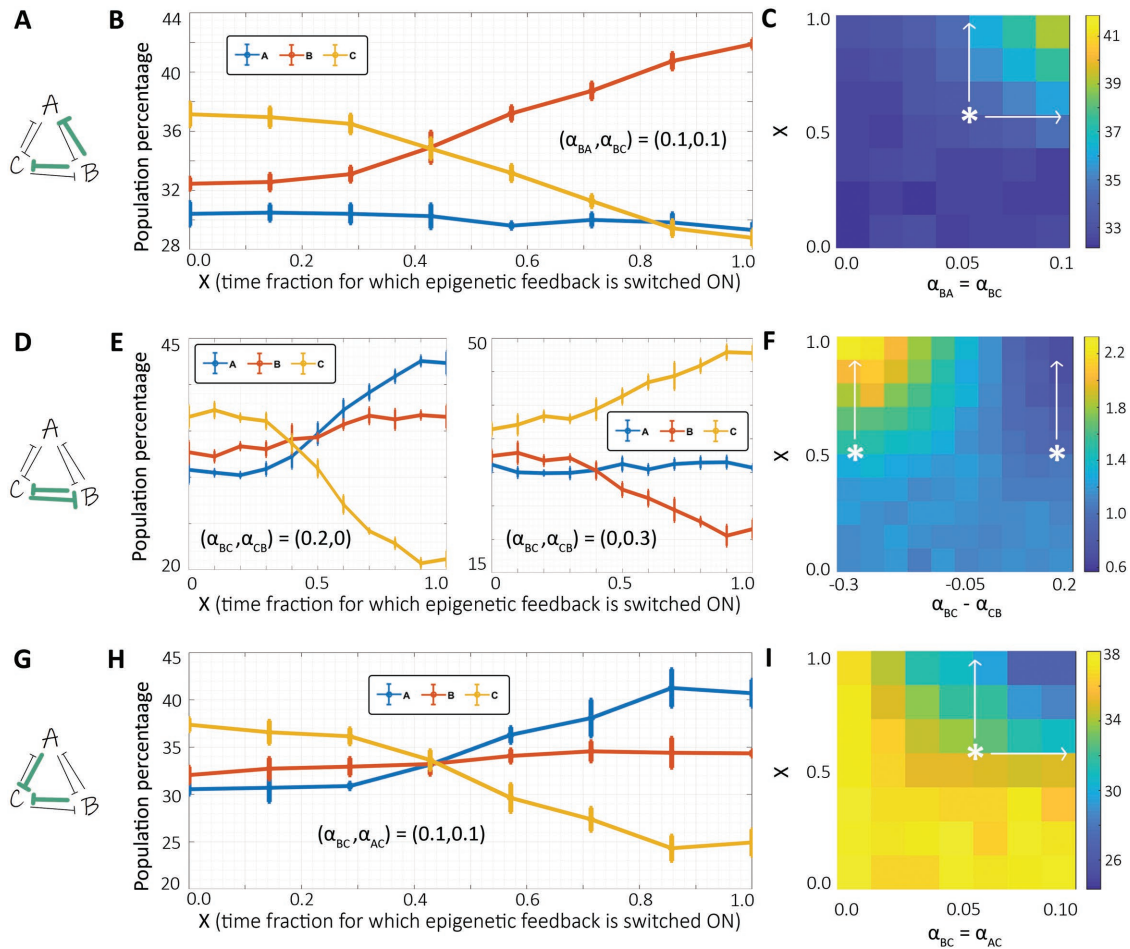 A
B
C
A
C
B
Population percentaage
44
40
36
32
28
A
B
C
(αBA,αBC) = (0.1,0.1)
0.0
0.2
0.4
0.6
0.8
1.0
X (time fraction for which epigenetic feedback is switched ON)
X
1.0
0.5
0.0
0.0
0.05
0.1
αBA = αBC
41
39
37
35
33
D
E
F
A
C
B
Population percentaage
45
20
A
B
C
(αBC,αCB) = (0.2,0)
0
0.5
1.0
50
15
A
B
C
(αBC,αCB) = (0,0.3)
0
0.5
1.0
X (time fraction for which epigenetic feedback is switched ON)
X
1.0
0.5
0.0
-0.3
-0.05
0.2
αBC - αCB
2.2
1.8
1.4
1.0
0.6
G
H
I
A
C
B
Population percentaage
45
40
35
30
25
20
A
B
C
(αBC,αAC) = (0.1,0.1)
0.0
0.2
0.4
0.6
0.8
1.0
X (time fraction for which epigenetic feedback is switched ON)
X
1.0
0.5
0.0
0.0
0.05
0.10
αBC = αAC
38
34
30
26